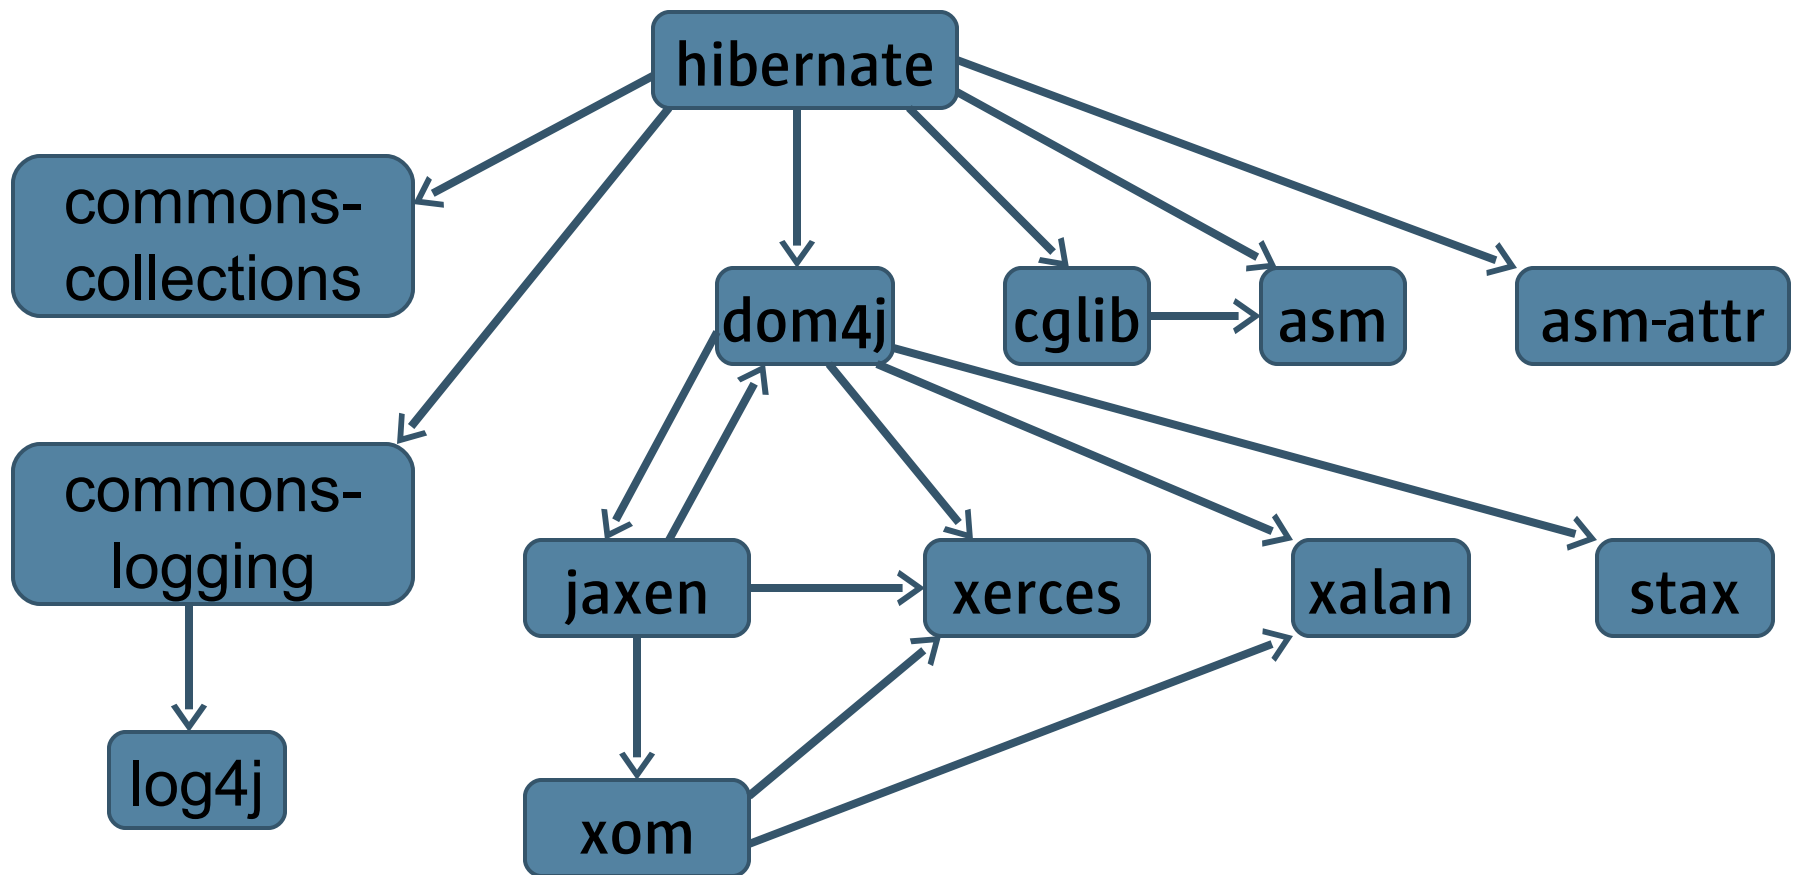 hibernate
commons-
collections
dom4j
cglib
asm
asm-attr
commons-
logging
jaxen
xerces
xalan
stax
log4j
xom